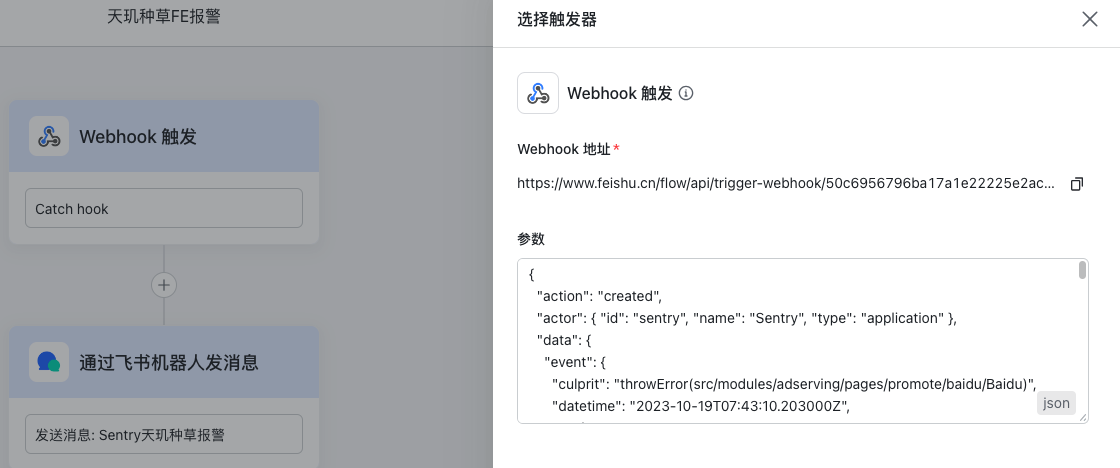 天玑种草FE报警
Webhook 触发
Catch hook
通过飞书机器人发消息
发送消息: Sentry天玑种草报警
选择触发器
Webhook 触发
Webhook 地址*
https://www.feishu.cn/flow/api/trigger-webhook/50c6956796ba17a1e22225e2ac...
参数
{
"action": "created",
"actor": { "id": "sentry", "name": "Sentry", "type": "application" },
"data": {
"event": {
"culprit": "throwError(src/modules/adserving/pages/promote/baidu/Baidu)",
"datetime": "2023-10-19T07:43:10.203000Z",
json